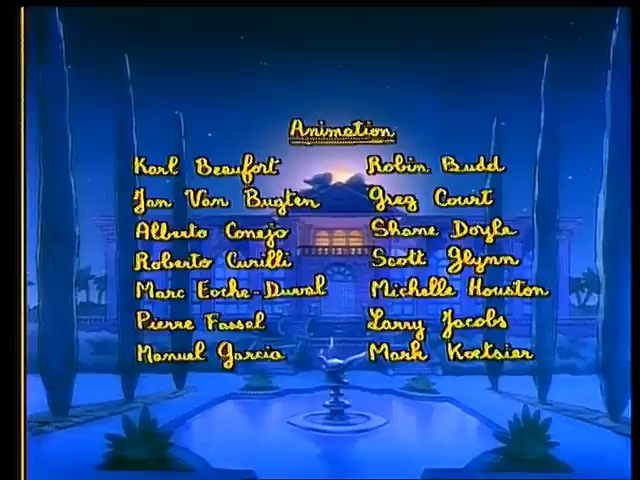 Animation
Karl Beaufort Robin Budd
Jan Van Bugten Greg Court
Alberto Conejo Shane Doyle
Roberto Curilli Scott Glynn
Marc Eoche-Duval Michelle Houston
Pierre Fassel Larry Jacobs
Manuel Garcia Mark Koetsier